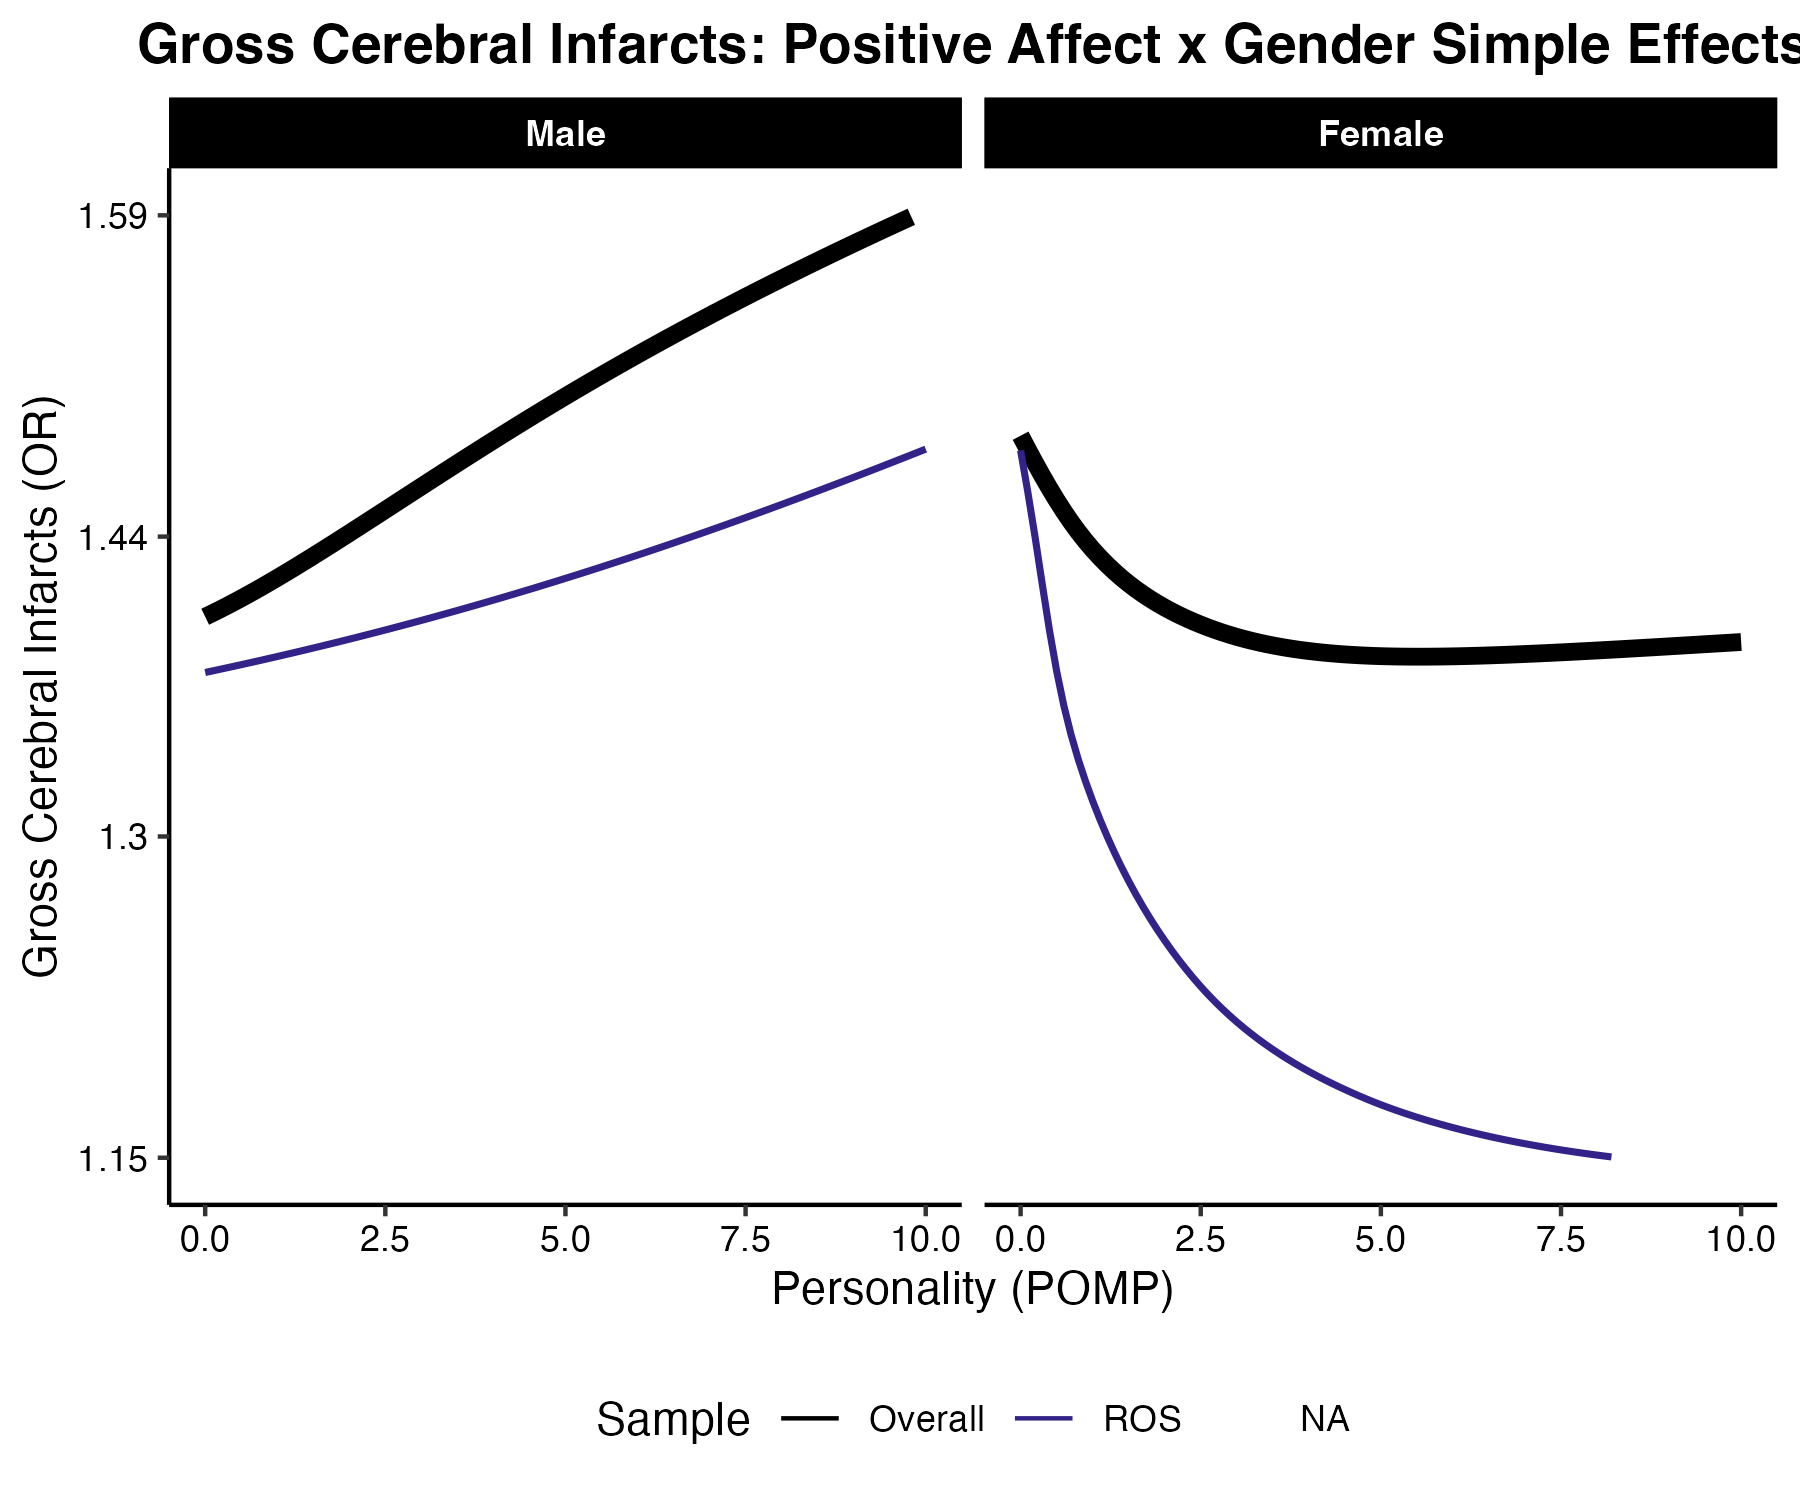 Gross Cerebral Infarcts: Positive Affect x Gender Simple Effects
Male
Female
Gross Cerebral Infarcts (OR)
1.59
1.44
1.3
1.15
0.0 2.5 5.0 7.5 10.0
0.0 2.5 5.0 7.5 10.0
Personality (POMP)
Sample Overall ROS NA